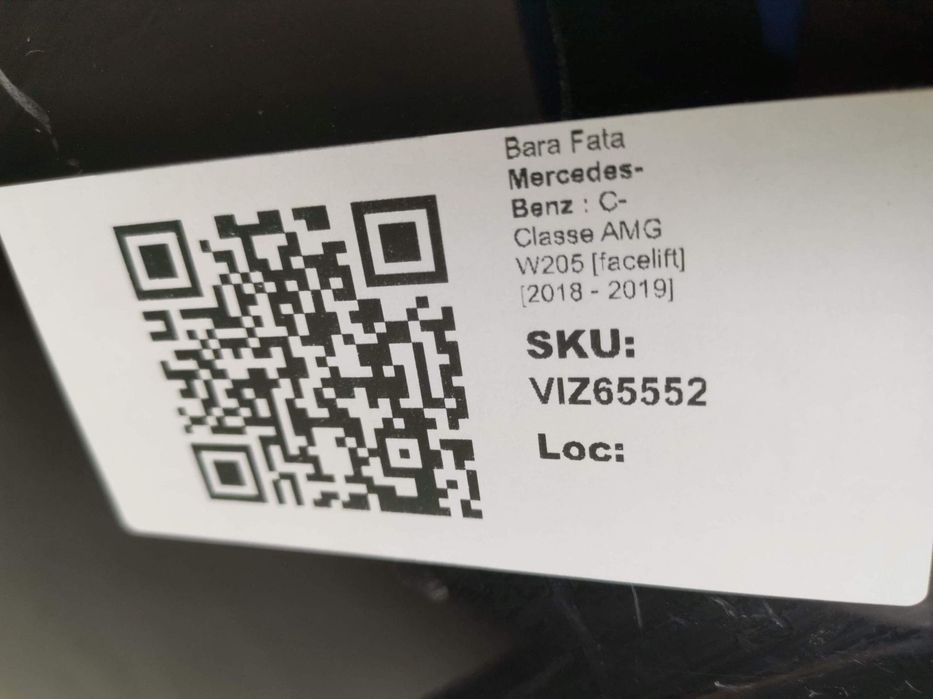 Bara Fata
Mercedes-
Benz : C-
Classe AMG
W205 [facelift]
[2018 - 2019]
SKU:
VIZ65552
Loc: